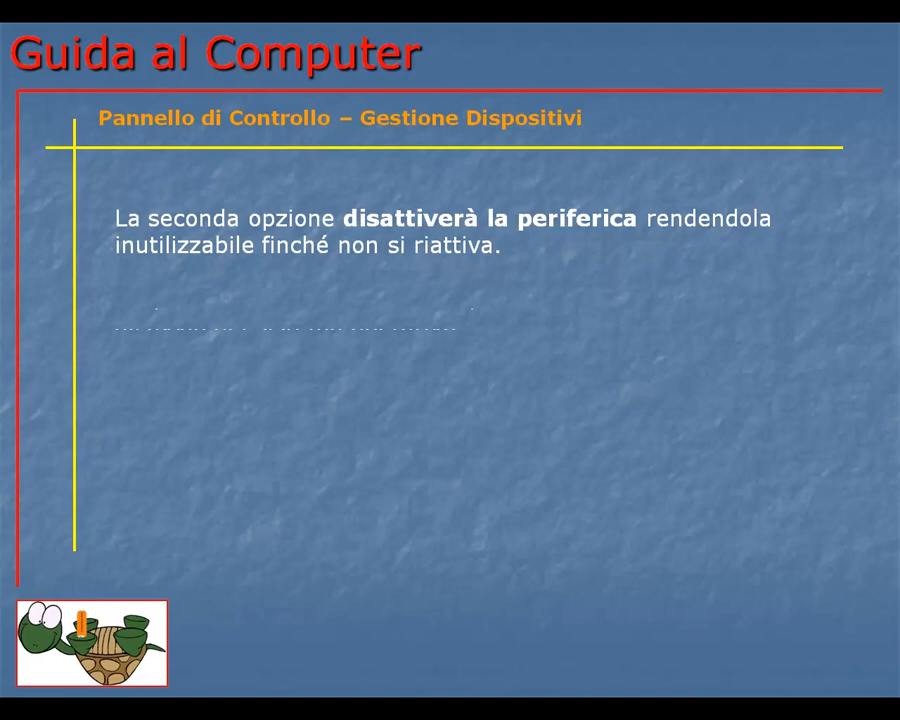 Guida al Computer
Pannello di Controllo – Gestione Dispositivi
La seconda opzione disattiverà la periferica rendendola
inutilizzabile finché non si riattiva.